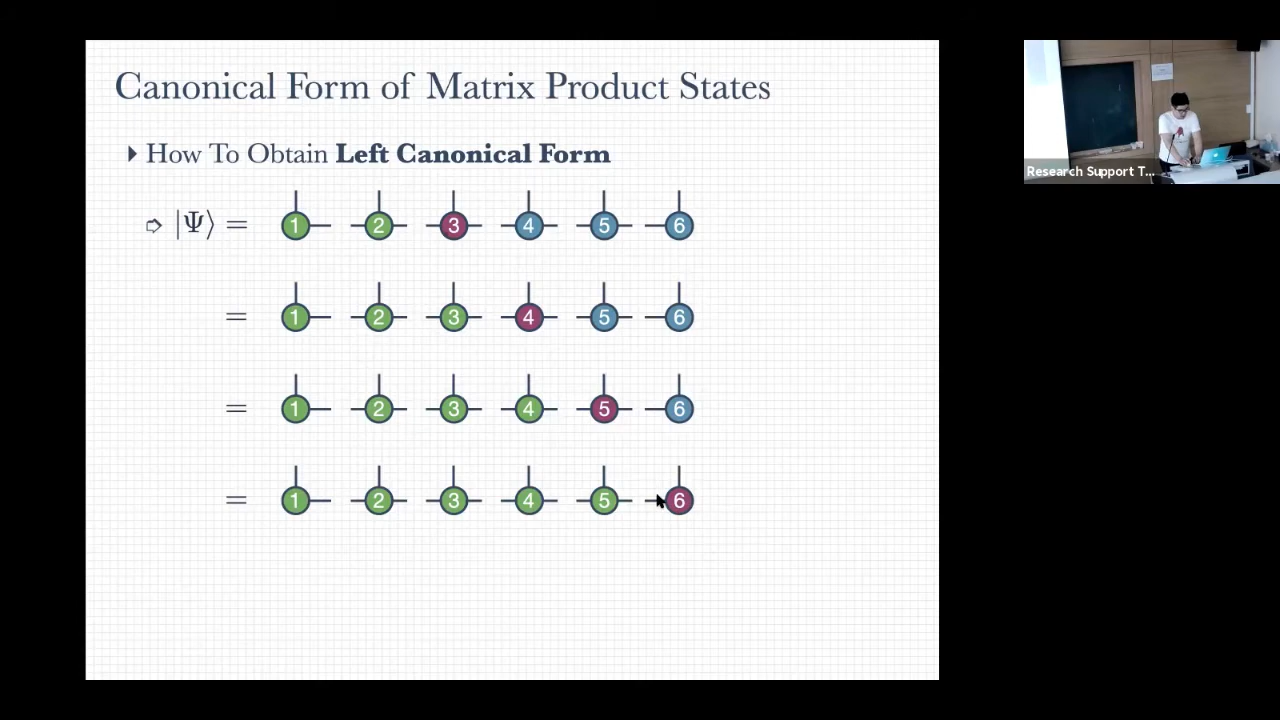 Canonical Form of Matrix Product States
How To Obtain Left Canonical Form
|Ψ⟩ = 1 2 3 4 5 6
= 1 2 3 4 5 6
= 1 2 3 4 5 6
= 1 2 3 4 5 6
Research Support T...